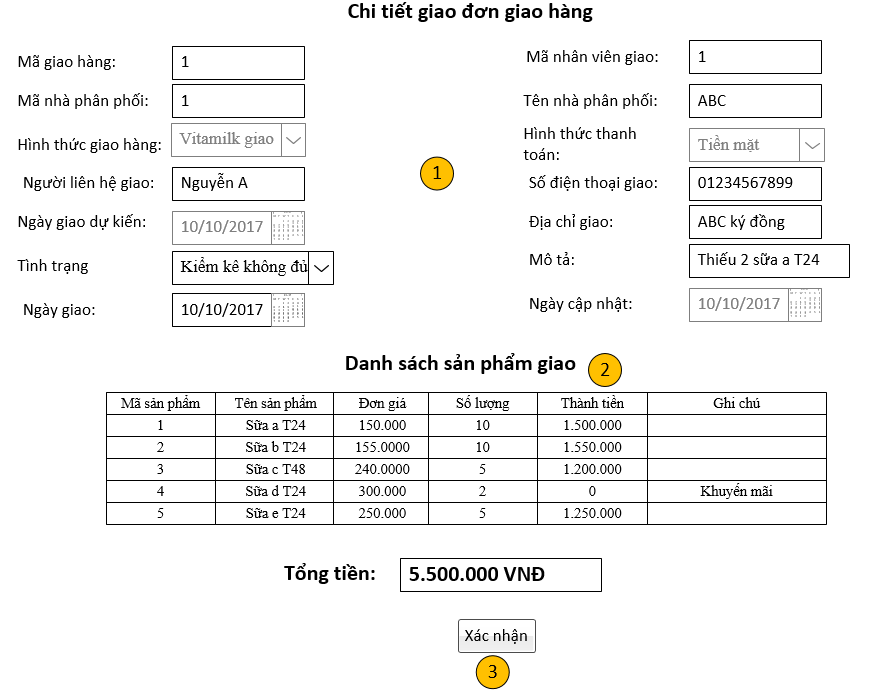 Chi tiết giao đơn giao hàng
Mã giao hàng: 1 Mã nhân viên giao: 1
Mã nhà phân phối: 1 Tên nhà phân phối: ABC
Hình thức giao hàng: Vitamilk giao Hình thức thanh toán: Tiền mặt
1
Người liên hệ giao: Nguyễn A Số điện thoại giao: 01234567899
Ngày giao dự kiến: 10/10/2017 Địa chỉ giao: ABC ký đồng
Tình trạng Kiểm kê không đủ Mô tả: Thiếu 2 sữa a T24
Ngày giao: 10/10/2017 Ngày cập nhật: 10/10/2017
Danh sách sản phẩm giao 2
Mã sản phẩm Tên sản phẩm Đơn giá Số lượng Thành tiền Ghi chú
1 Sữa a T24 150.000 10 1.500.000
2 Sữa b T24 155.0000 10 1.550.000
3 Sữa c T48 240.0000 5 1.200.000
4 Sữa d T24 300.000 2 0 Khuyến mãi
5 Sữa e T24 250.000 5 1.250.000
Tổng tiền: 5.500.000 VNĐ
Xác nhận
3